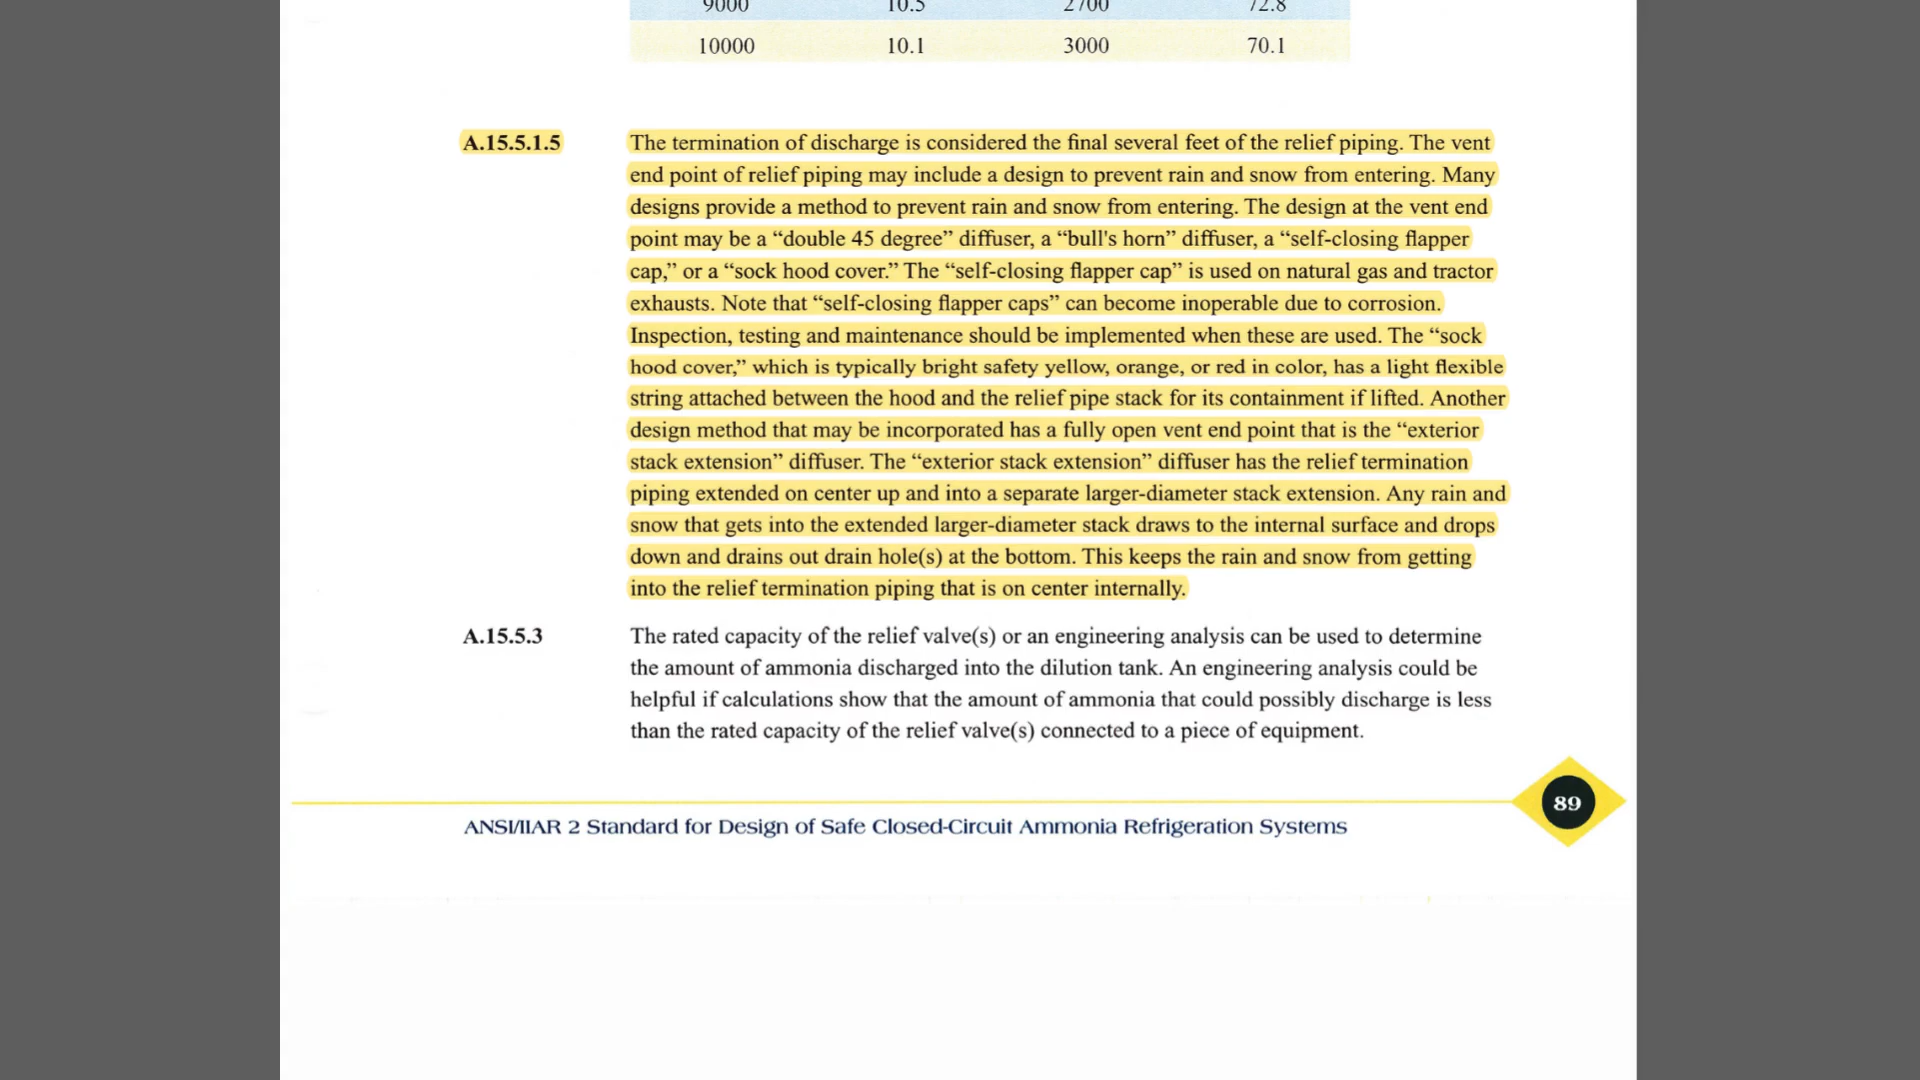 9000 10.5 2700 72.8
10000 10.1 3000 70.1
A.15.5.1.5 The termination of discharge is considered the final several feet of the relief piping. The vent
end point of relief piping may include a design to prevent rain and snow from entering. Many
designs provide a method to prevent rain and snow from entering. The design at the vent end
point may be a “double 45 degree” diffuser, a “bull's horn” diffuser, a “self-closing flapper
cap,” or a “sock hood cover.” The “self-closing flapper cap” is used on natural gas and tractor
exhausts. Note that “self-closing flapper caps” can become inoperable due to corrosion.
Inspection, testing and maintenance should be implemented when these are used. The “sock
hood cover,” which is typically bright safety yellow, orange, or red in color, has a light flexible
string attached between the hood and the relief pipe stack for its containment if lifted. Another
design method that may be incorporated has a fully open vent end point that is the “exterior
stack extension” diffuser. The “exterior stack extension” diffuser has the relief termination
piping extended on center up and into a separate larger-diameter stack extension. Any rain and
snow that gets into the extended larger-diameter stack draws to the internal surface and drops
down and drains out drain hole(s) at the bottom. This keeps the rain and snow from getting
into the relief termination piping that is on center internally.
A.15.5.3 The rated capacity of the relief valve(s) or an engineering analysis can be used to determine
the amount of ammonia discharged into the dilution tank. An engineering analysis could be
helpful if calculations show that the amount of ammonia that could possibly discharge is less
than the rated capacity of the relief valve(s) connected to a piece of equipment.
89
ANSI/IIAR 2 Standard for Design of Safe Closed-Circuit Ammonia Refrigeration Systems